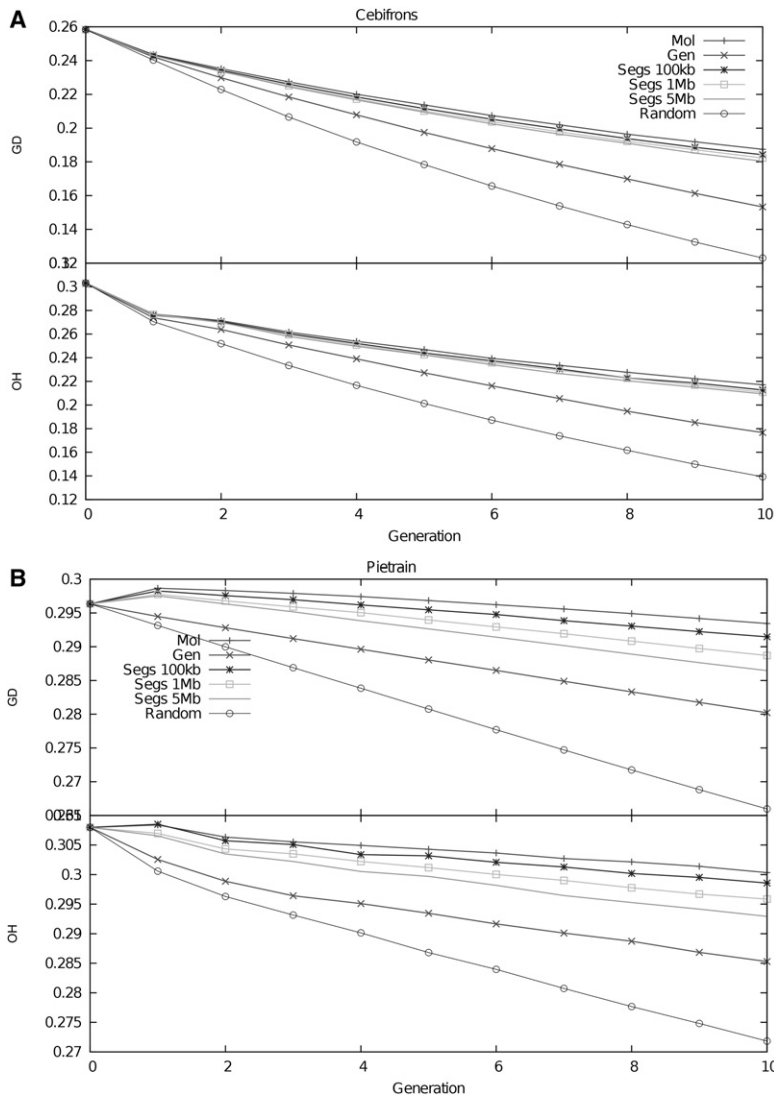 A
Cebifrons
0.26
0.24
0.22
0.2
0.18
0.16
0.14
GD
Mol
Gen
Segs 100kb
Segs 1Mb
Segs 5Mb
Random
0.3
0.28
0.26
0.24
0.22
0.2
0.18
0.16
0.14
0.12
OH
0 2 4 6 8 10
Generation
B
Pietrain
0.3
0.295
0.29
0.285
0.28
0.275
0.27
GD
Mol
Gen
Segs 100kb
Segs 1Mb
Segs 5Mb
Random
0.305
0.3
0.295
0.29
0.285
0.28
0.275
0.27
OH
0 2 4 6 8 10
Generation